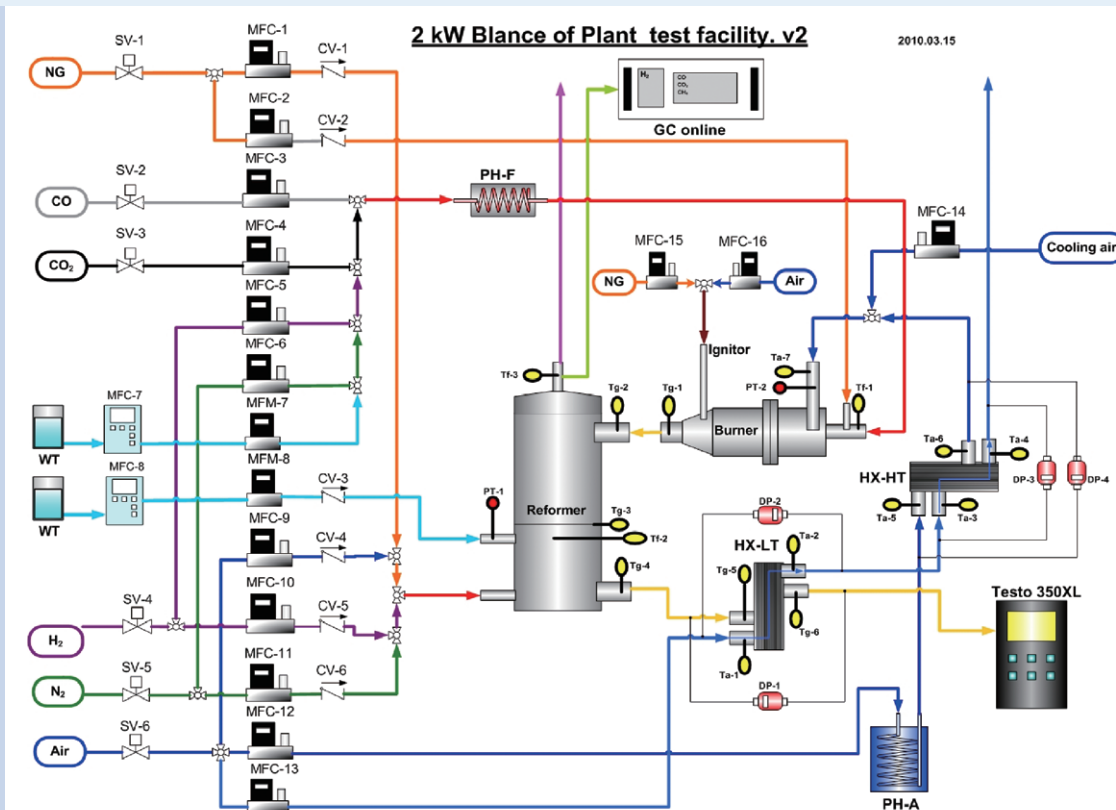 2 kW Blance of Plant test facility. v2
2010.03.15
NG
SV-1
MFC-1
CV-1
MFC-2
CV-2
MFC-3
SV-2
CO
SV-3
MFC-4
CO₂
MFC-5
MFC-6
MFC-7
MFM-7
WT
MFC-8
MFM-8
CV-3
WT
MFC-9
CV-4
MFC-10
SV-4
CV-5
H₂
MFC-11
SV-5
CV-6
N₂
MFC-12
SV-6
Air
MFC-13
H₂
CO
CO₂
CH₄
GC online
PH-F
MFC-14
Cooling air
MFC-15
MFC-16
NG
Air
Ignitor
Ta-7
PT-2
Tf-1
Tf-3
Tg-2
Tg-1
Burner
Ta-6
Ta-4
HX-HT
DP-3
DP-4
Ta-5
Ta-3
PT-1
Reformer
Tg-3
Tf-2
DP-2
Tg-4
HX-LT
Ta-2
Tg-5
Tg-6
Ta-1
DP-1
Testo 350XL
PH-A